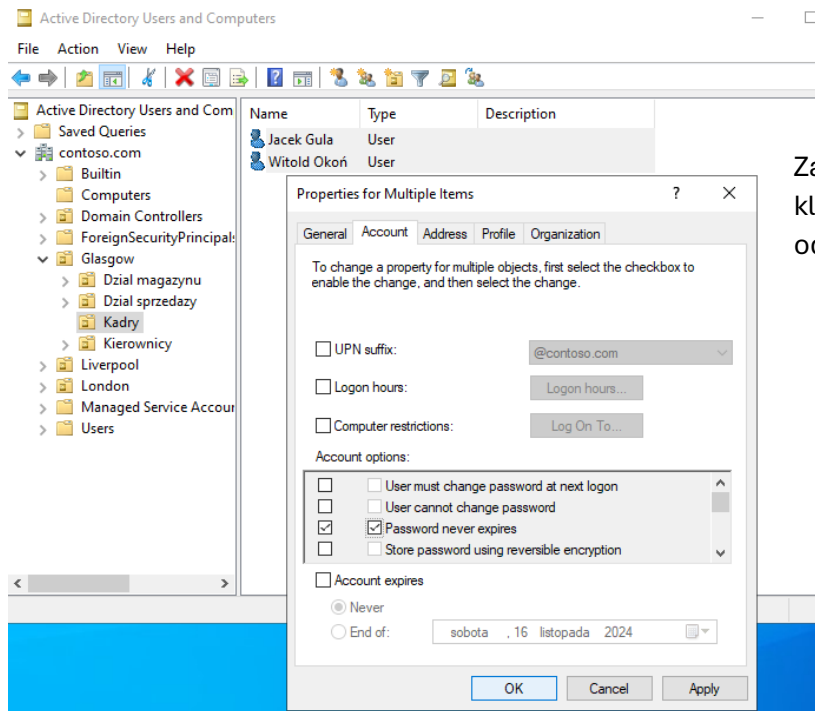 Active Directory Users and Computers
File Action View Help
Active Directory Users and Com
Saved Queries
contoso.com
Builtin
Computers
Domain Controllers
ForeignSecurityPrincipals
Glasgow
Dzial magazynu
Dzial sprzedazy
Kadry
Kierownicy
Liverpool
London
Managed Service Accour
Users
Name Type Description
Jacek Gula User
Witold Okoń User
Properties for Multiple Items ?
General Account Address Profile Organization
To change a property for multiple objects, first select the checkbox to
enable the change, and then select the change.
UPN suffix: @contoso.com
Logon hours: Logon hours...
Computer restrictions: Log On To...
Account options:
User must change password at next logon
User cannot change password
Password never expires
Store password using reversible encryption
Account expires
Never
End of: sobota , 16 listopada 2024
OK Cancel Apply